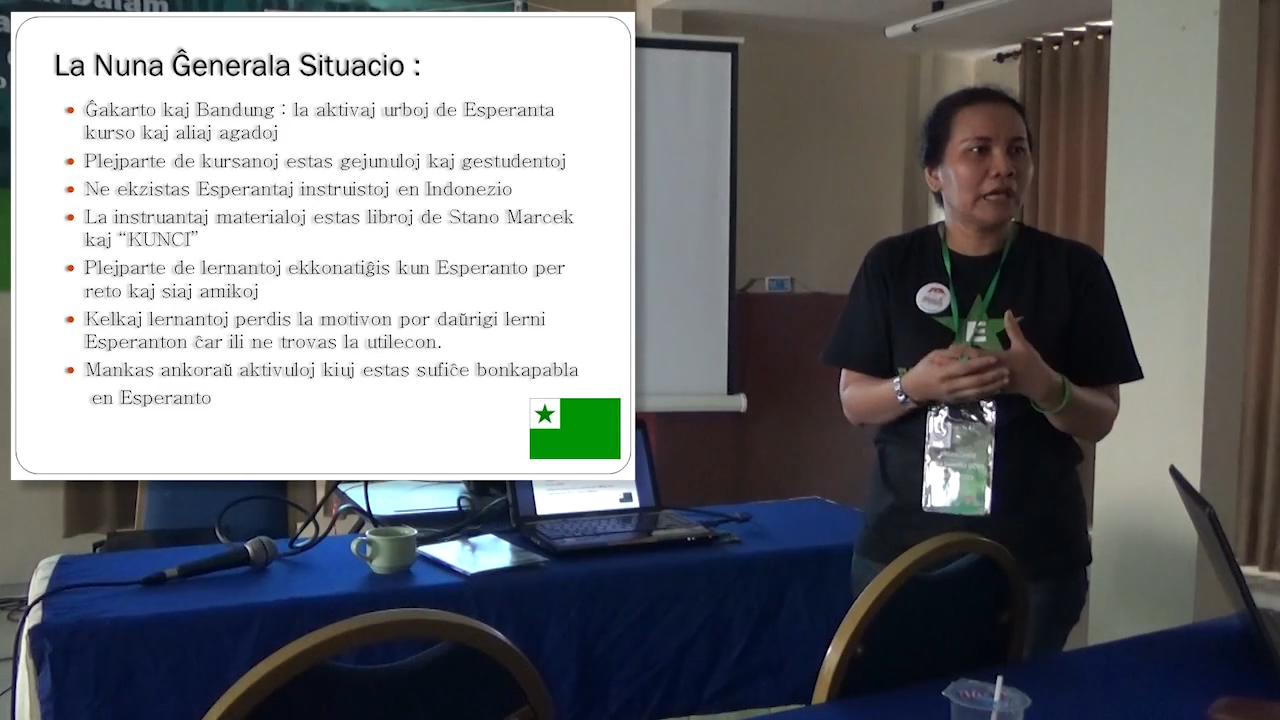 Dalam
La Nuna Ĝenerala Situacio :
Ĝakarto kaj Bandung : la aktivaj urboj de Esperanta
kurso kaj aliaj agadoj
Plejparte de kursanoj estas gejunuloj kaj gestudentoj
Ne ekzistas Esperantaj instruistoj en Indonezio
La instruantaj materialoj estas libroj de Stano Marcek
kaj “KUNCI”
Plejparte de lernantoj ekkonatiĝis kun Esperanto per
reto kaj siaj amikoj
Kelkaj lernantoj perdis la motivon por daŭrigi lerni
Esperanton ĉar ili ne trovas la utilecon.
Mankas ankoraŭ aktivuloj kiuj estas sufiĉe bonkapabla
en Esperanto
E